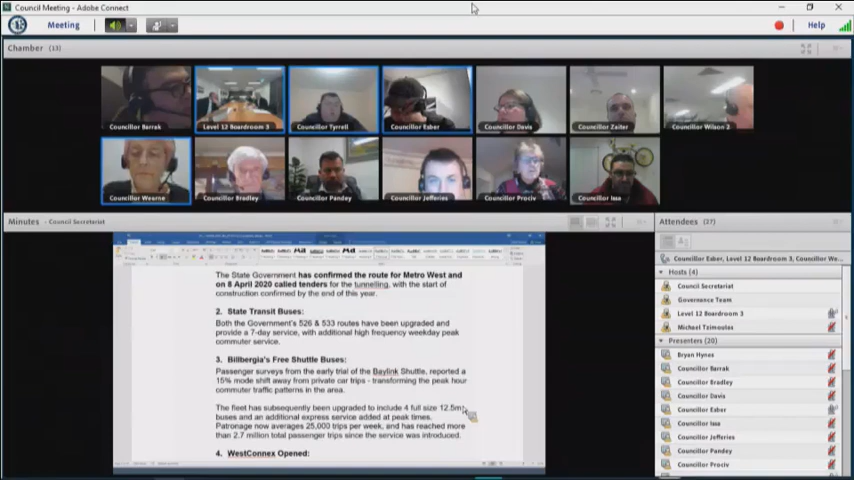 Council Meeting - Adobe Connect
Meeting
Help
Chamber (13)
Councillor Barrak
Level 12 Boardroom 3
Councillor Tyrrell
Councillor Esber
Councillor Davis
Councillor Zaiter
Councillor Wilson 2
Councillor Wearne
Councillor Bradley
Councillor Pandey
Councillor Jefferies
Councillor Prociv
Councillor Issa
Minutes - Council Secretariat
The State Government has confirmed the route for Metro West and
on 8 April 2020 called tenders for the tunnelling, with the start of
construction confirmed by the end of this year.
2. State Transit Buses:
Both the Government's 526 & 533 routes have been upgraded and
provide a 7-day service, with additional high frequency weekday peak
commuter service.
3. Billbergia's Free Shuttle Buses:
Passenger surveys from the early trial of the Baylink Shuttle, reported a
15% mode shift away from private car trips - transforming the peak hour
commuter traffic patterns in the area.
The fleet has subsequently been upgraded to include 4 full size 12.5m
buses and an additional express service added at peak times.
Patronage now averages 25,000 trips per week, and has reached more
than 2.7 million total passenger trips since the service was introduced.
4. WestConnex Opened:
Attendees (27)
Councillor Esber, Level 12 Boardroom 3, Councillor We...
Hosts (4)
Council Secretariat
Governance Team
Level 12 Boardroom 3
Michael Tzimoulas
Presenters (20)
Bryan Hynes
Councillor Barrak
Councillor Bradley
Councillor Davis
Councillor Esber
Councillor Issa
Councillor Jefferies
Councillor Pandey
Councillor Prociv